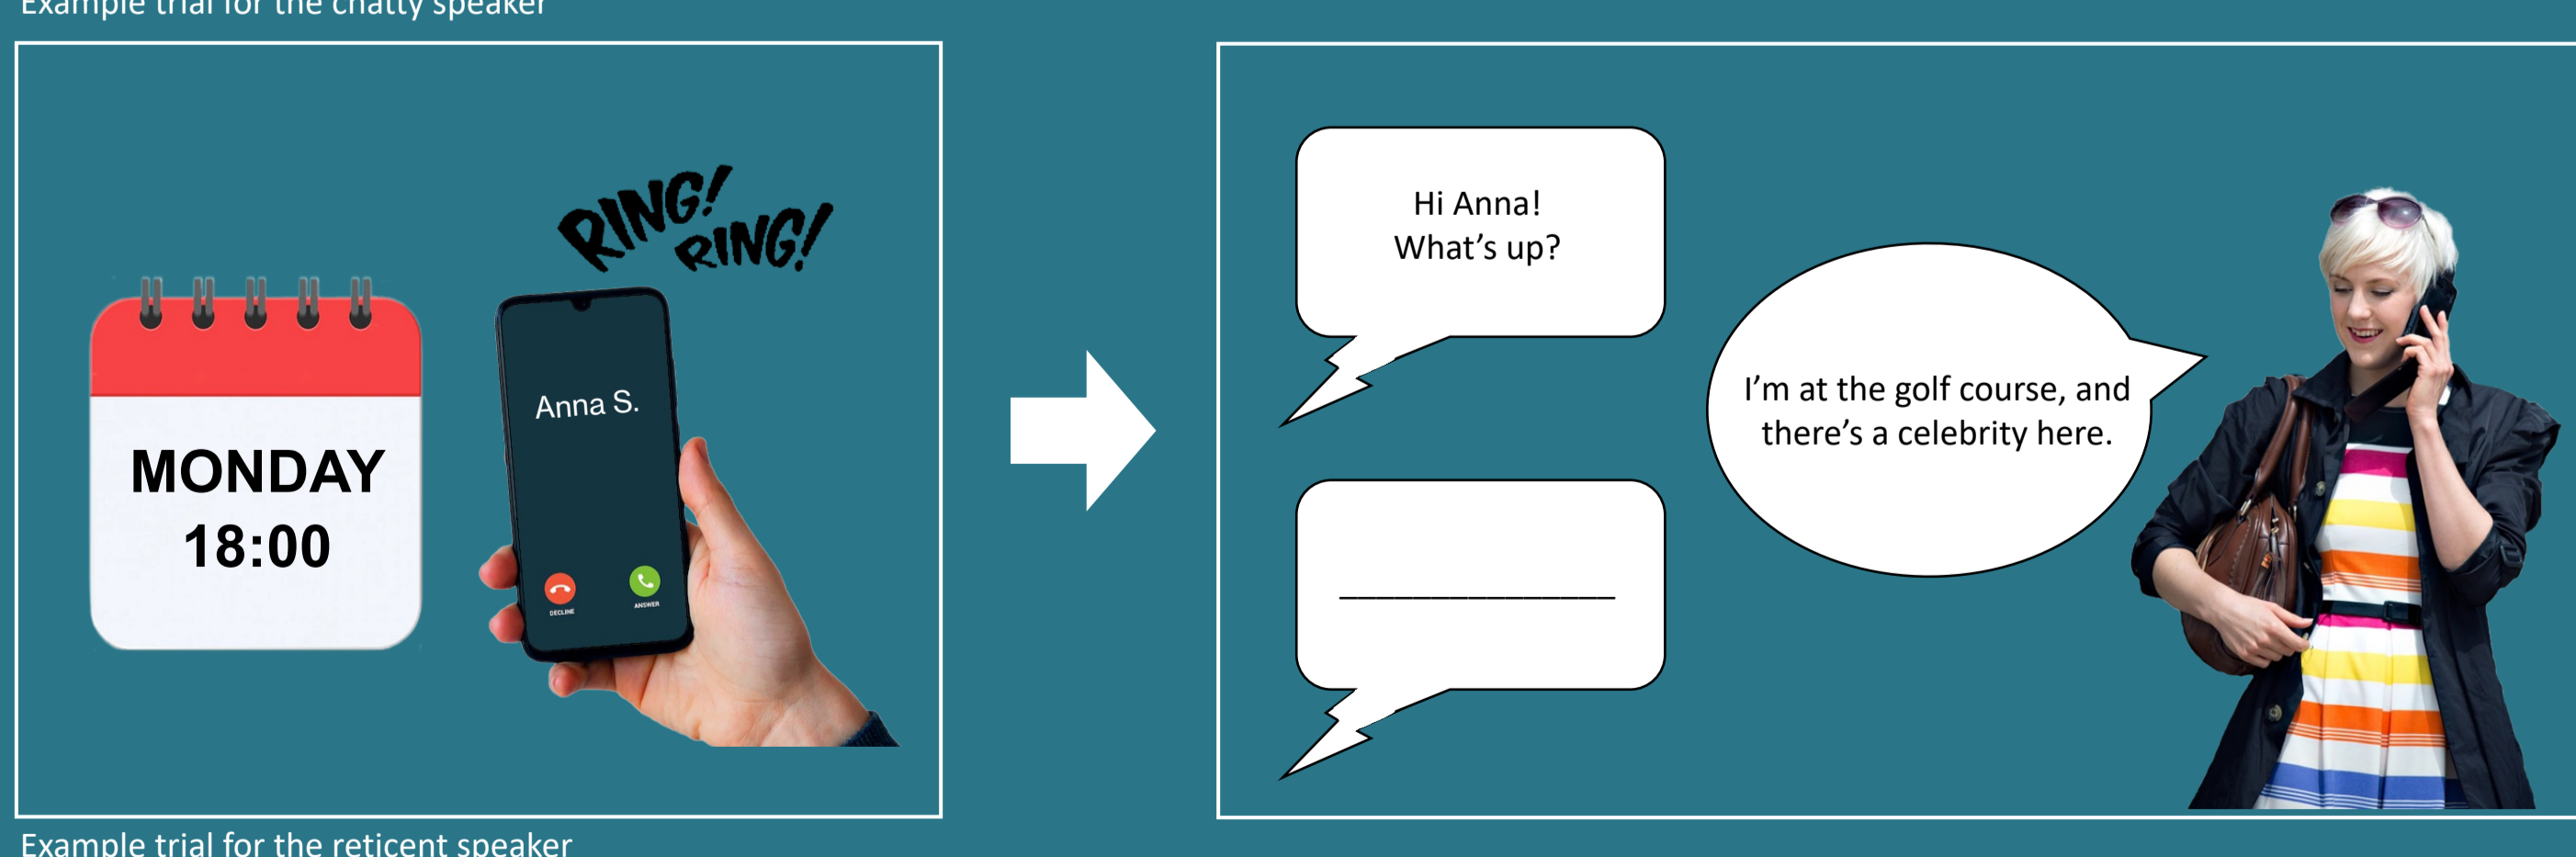 Example trial for the chatty speaker
RING!
RING!
MONDAY
18:00
Anna S.
DECLINE
ANSWER
Hi Anna!
What's up?
I'm at the golf course, and
there's a celebrity here.
_______________
Example trial for the reticent speaker